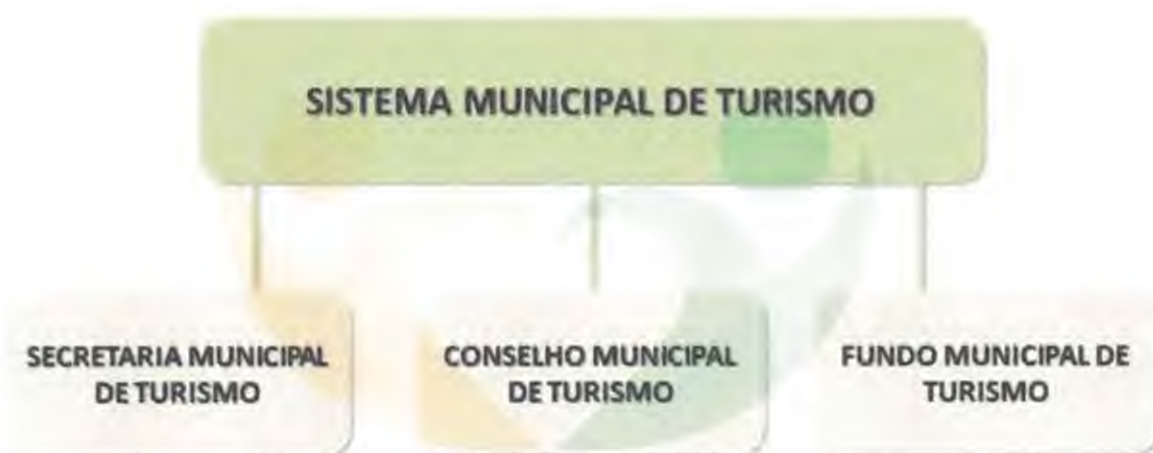 SISTEMA MUNICIPAL DE TURISMO
SECRETARIA MUNICIPAL
DE TURISMO
CONSELHO MUNICIPAL
DE TURISMO
FUNDO MUNICIPAL DE
TURISMO